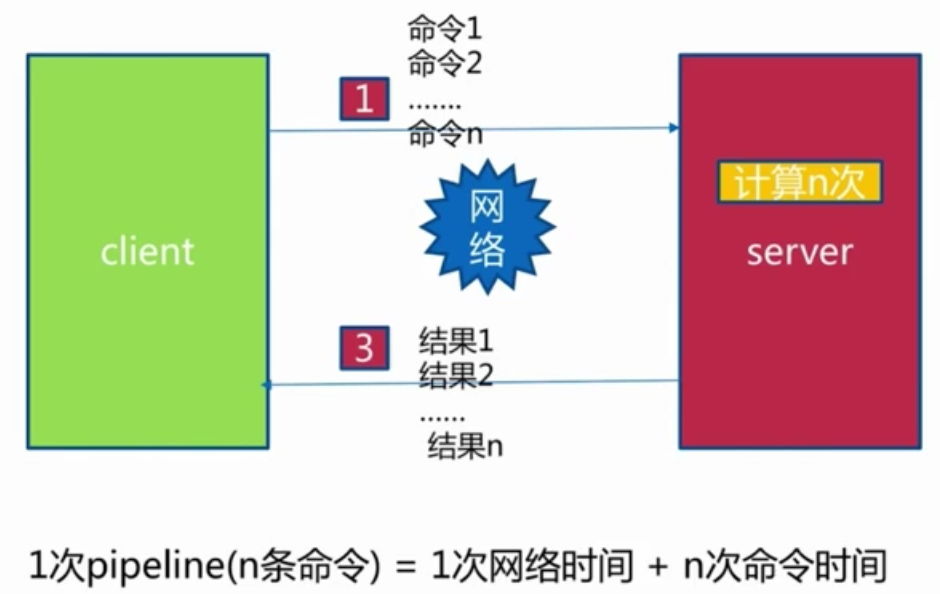 命令1
命令2
.......
命令n
1
网
络
计算n次
client
server
3
结果1
结果2
......
结果n
1次pipeline(n条命令) = 1次网络时间 + n次命令时间